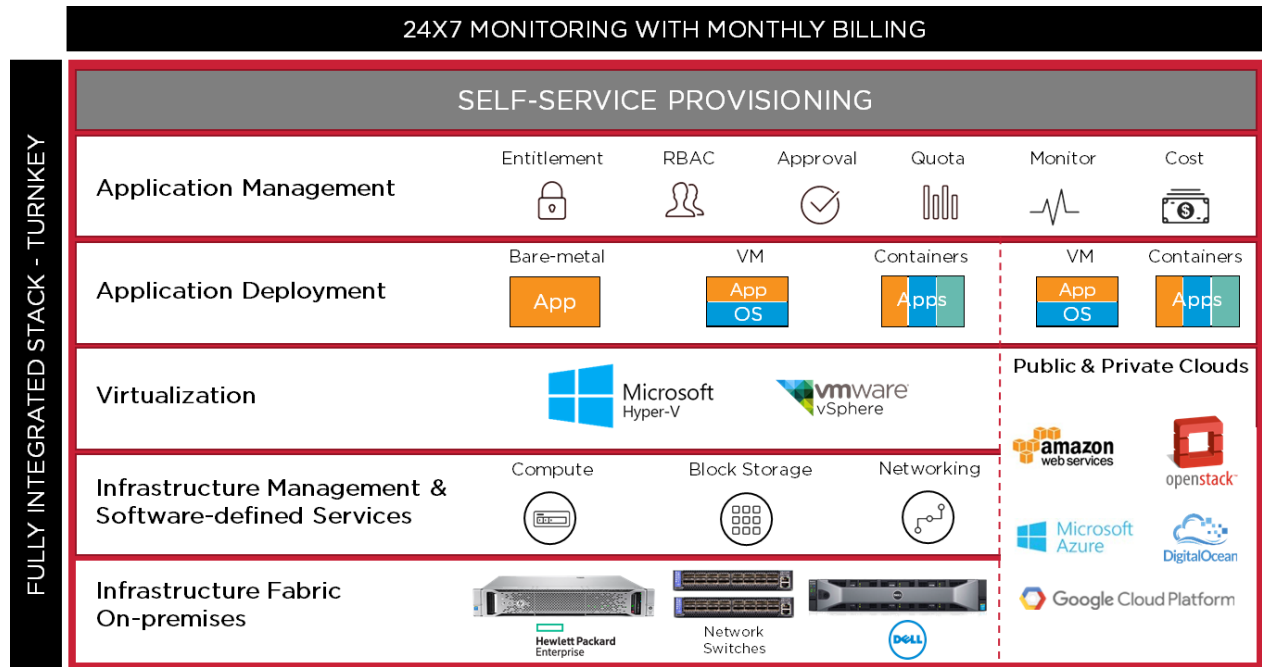 24X7 MONITORING WITH MONTHLY BILLING
FULLY INTEGRATED STACK - TURNKEY
SELF-SERVICE PROVISIONING
Application Management
Entitlement
RBAC
Approval
Quota
Monitor
Cost
$
Application Deployment
Bare-metal
App
VM
App
OS
Containers
Apps
VM
App
OS
Containers
Apps
Virtualization
Microsoft
Hyper-V
vmware
vSphere
Public & Private Clouds
amazon
web services
openstack
Microsoft
Azure
DigitalOcean
Google Cloud Platform
Infrastructure Management &
Software-defined Services
Compute
Block Storage
Networking
Infrastructure Fabric
On-premises
Hewlett Packard
Enterprise
Network
Switches
DELL